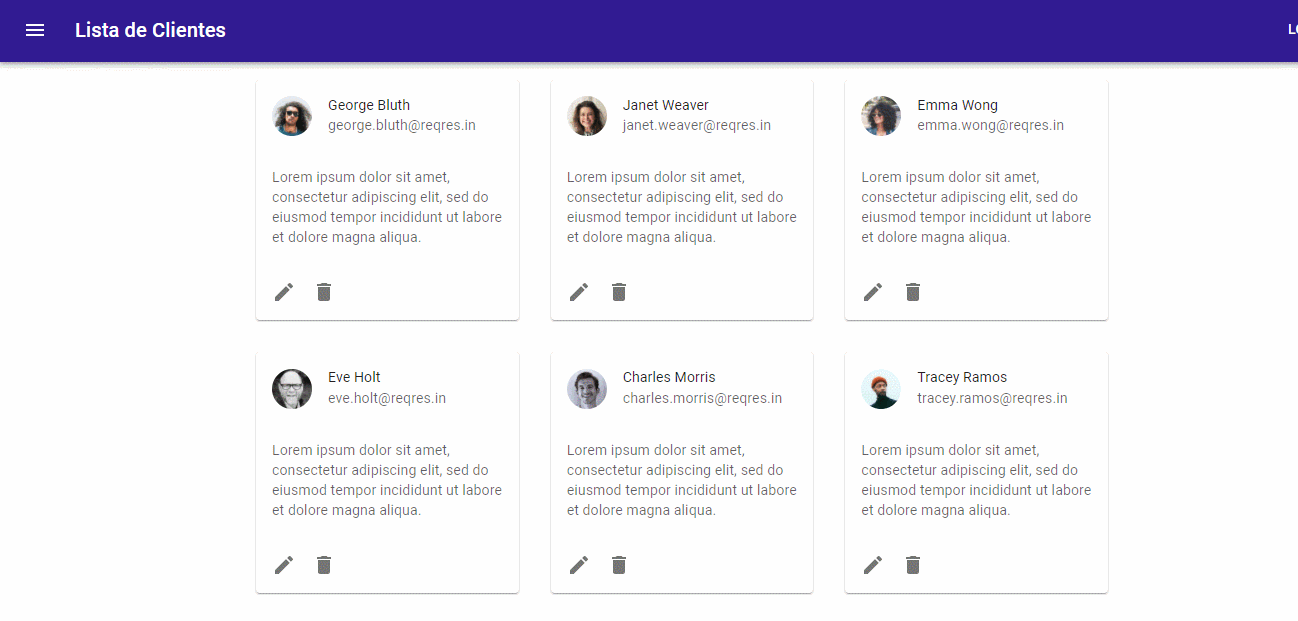 Lista de Clientes
LO
George Bluth
george.bluth@reqres.in
Lorem ipsum dolor sit amet,
consectetur adipiscing elit, sed do
eiusmod tempor incididunt ut labore
et dolore magna aliqua.
Janet Weaver
janet.weaver@reqres.in
Lorem ipsum dolor sit amet,
consectetur adipiscing elit, sed do
eiusmod tempor incididunt ut labore
et dolore magna aliqua.
Emma Wong
emma.wong@reqres.in
Lorem ipsum dolor sit amet,
consectetur adipiscing elit, sed do
eiusmod tempor incididunt ut labore
et dolore magna aliqua.
Eve Holt
eve.holt@reqres.in
Lorem ipsum dolor sit amet,
consectetur adipiscing elit, sed do
eiusmod tempor incididunt ut labore
et dolore magna aliqua.
Charles Morris
charles.morris@reqres.in
Lorem ipsum dolor sit amet,
consectetur adipiscing elit, sed do
eiusmod tempor incididunt ut labore
et dolore magna aliqua.
Tracey Ramos
tracey.ramos@reqres.in
Lorem ipsum dolor sit amet,
consectetur adipiscing elit, sed do
eiusmod tempor incididunt ut labore
et dolore magna aliqua.